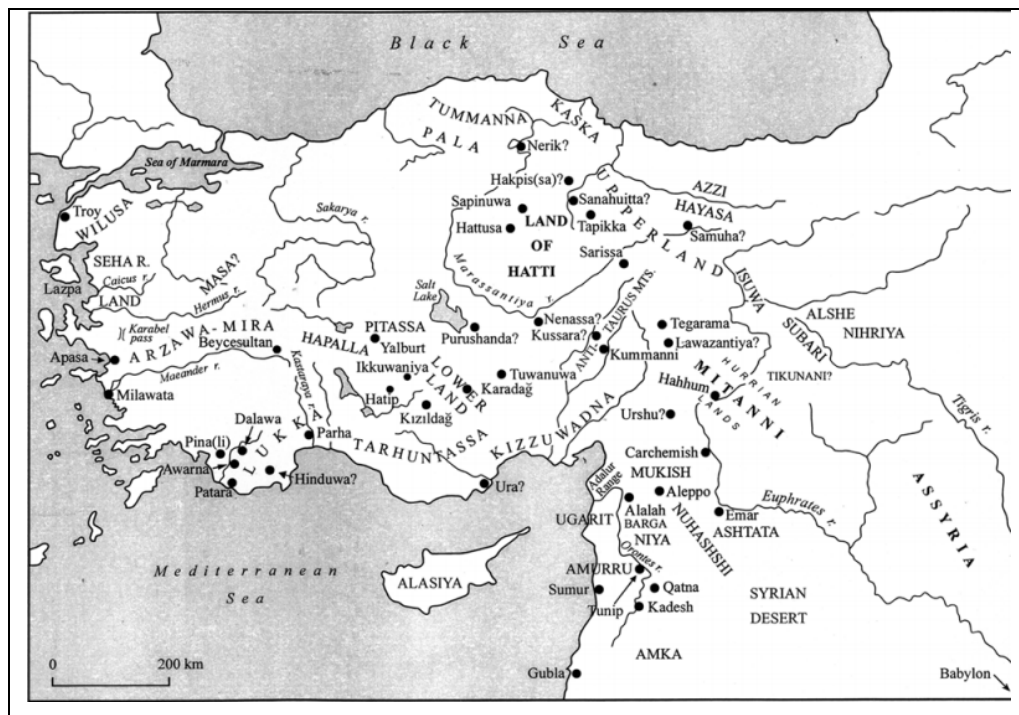 Black Sea
TUMMANNA
KASKA
PALA
Nerik?
Sea of Marmara
Hakpis(sa)?
AZZI
UPPERLAND
Sapinuwa
Sanahuitta?
HAYASA
Troy
WILUSA
Sakarya r.
LAND
OF
HATTI
Tapikka
Samuha?
Hattusa
Sarissa
SEHA R.
LAND
MASA?
Marassantiya r.
ISUWA
Lazpa
Caicus r.
Hermus r.
Salt
Lake
ANTI-TAURUS MTS.
ALSHE
NIHRIYA
SUBARI
Karabel
pass
ARZAWA-MIRA
Nenassa?
Tegarama
HAPALLA
PITASSA
Purushanda?
Kussara?
Lawazantiya?
Beycesultan
Yalburt
Kummanni
Apasa
Maeander r.
Kastaraya r.
Ikkuwaniya
LOWER
LAND
Tuwanuwa
HURRIAN
LANDS
TIKUNANI?
MITANNI
Milawata
Hatip
Karadağ
Hahhum
Tigris r.
Kızıldağ
Urshu?
Dalawa
LUKKA
Parha
TARHUNTASSA
KIZZUWADNA
Pina(li)
Carchemish
Awarna
Hinduwa?
Adalur
Range
MUKISH
ASSYRIA
Patara
Ura?
Aleppo
Euphrates r.
Alalah
UGARIT
BARGA
NIYA
NUHASHSHI
Emar
ASHTATA
Orontes r.
Mediterranean
Sea
ALASIYA
AMURRU
Sumur
Qatna
SYRIAN
DESERT
Tunip
Kadesh
AMKA
0 200 km
Gubla
Babylon